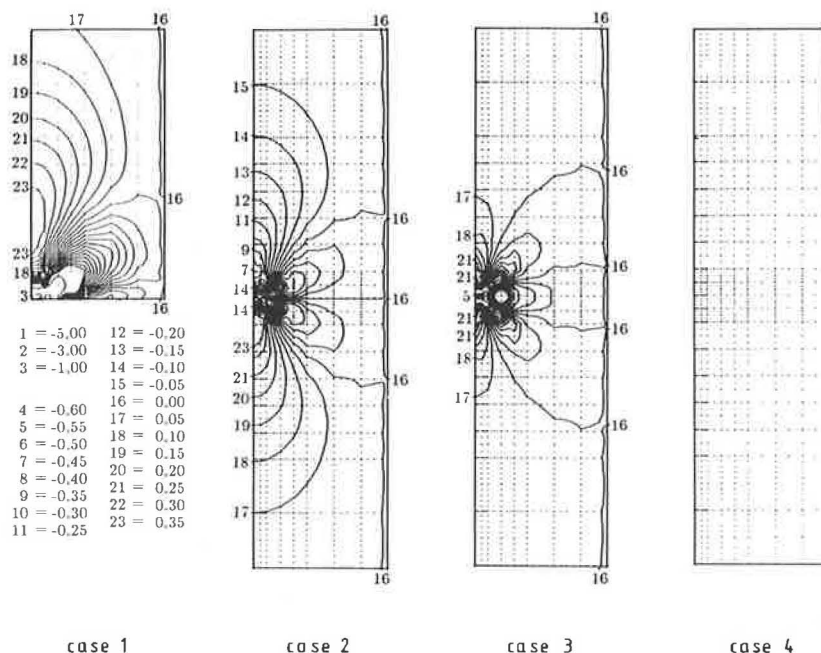 17 16
18
19
20
21
22
23
16
23
18
3
16
1 = -5.00
2 = -3.00
3 = -1.00
4 = -0.60
5 = -0.55
6 = -0.50
7 = -0.45
8 = -0.40
9 = -0.35
10 = -0.30
11 = -0.25
12 = -0.20
13 = -0.15
14 = -0.10
15 = -0.05
16 = 0.00
17 = 0.05
18 = 0.10
19 = 0.15
20 = 0.20
21 = 0.25
22 = 0.30
23 = 0.35
16
15
14
13
12
11
16
9
7
14
16
14
23
21
16
20
19
18
17
16
16
16
17
18
21
16
21
5
21
16
21
18
17
16
16
case 1 case 2 case 3 case 4